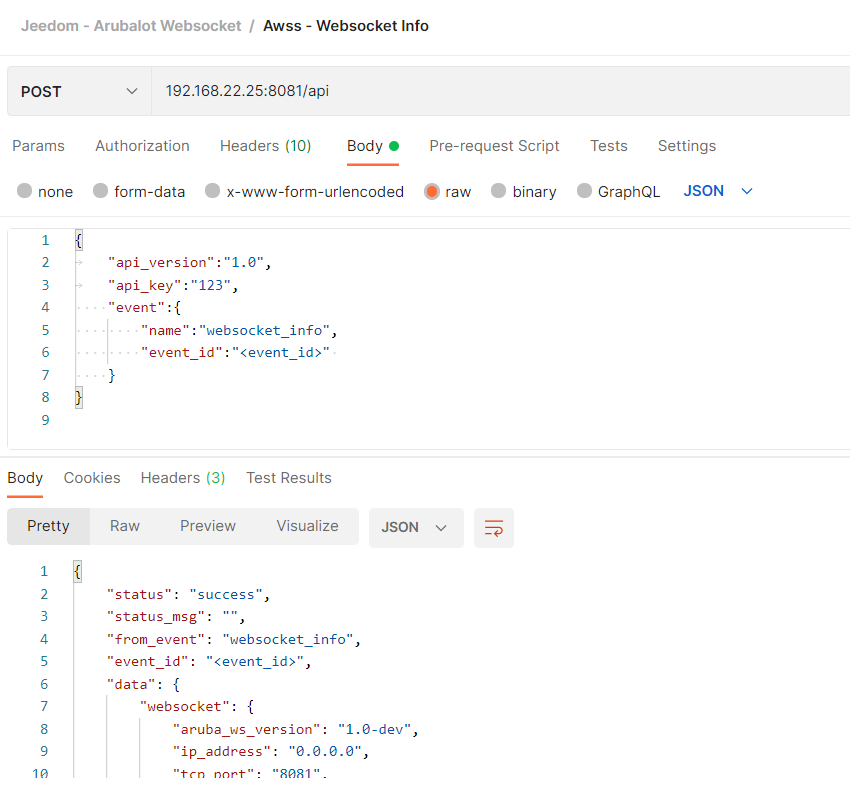 Jeedom - Arubalot Websocket / Awss - Websocket Info
POST 192.168.22.25:8081/api
Params Authorization Headers (10) Body Pre-request Script Tests Settings
none form-data x-www-form-urlencoded raw binary GraphQL JSON
1 {
2 "api_version":"1.0",
3 "api_key":"123",
4 "event":{
5 "name":"websocket_info",
6 "event_id":"<event_id>"
7 }
8 }
9
Body Cookies Headers (3) Test Results
Pretty Raw Preview Visualize JSON
1 {
2 "status": "success",
3 "status_msg": "",
4 "from_event": "websocket_info",
5 "event_id": "<event_id>",
6 "data": {
7 "websocket": {
8 "aruba_ws_version": "1.0-dev",
9 "ip_address": "0.0.0.0",
10 "tcp_port": "8081",